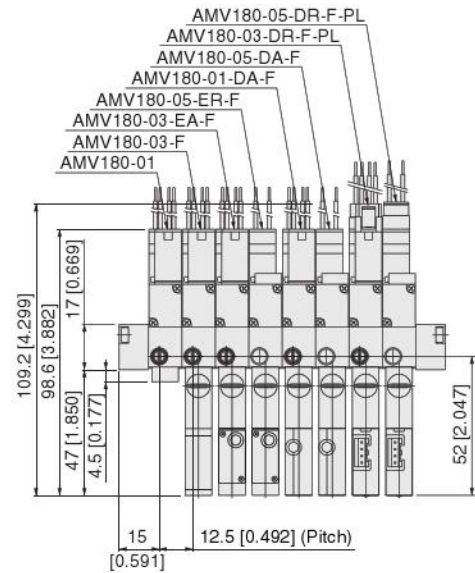 AMV180-05-DR-F-PL
AMV180-03-DR-F-PL
AMV180-05-DA-F
AMV180-01-DA-F
AMV180-05-ER-F
AMV180-03-EA-F
AMV180-03-F
AMV180-01
109.2 [4.299]
98.6 [3.882]
17 [0.669]
47 [1.850]
4.5 [0.177]
52 [2.047]
15
[0.591]
12.5 [0.492] (Pitch)